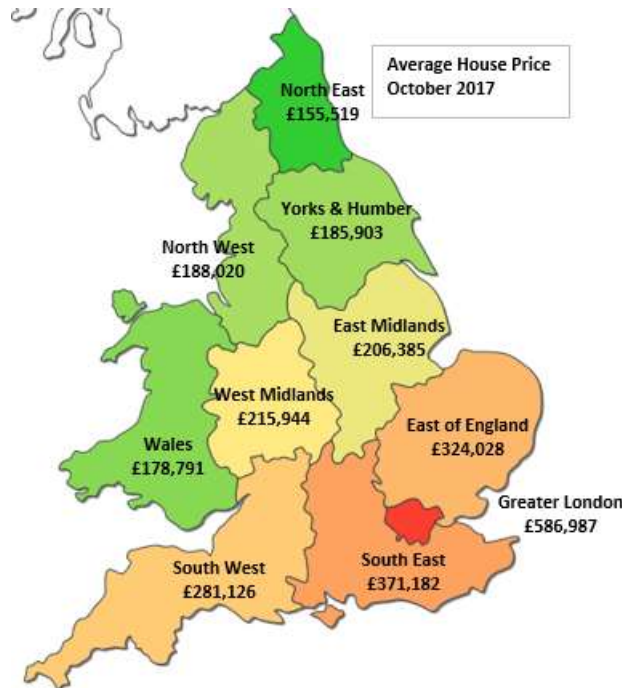 Average House Price
October 2017
North East
£155,519
Yorks & Humber
£185,903
North West
£188,020
East Midlands
£206,385
West Midlands
£215,944
East of England
£324,028
Wales
£178,791
Greater London
£586,987
South East
£371,182
South West
£281,126